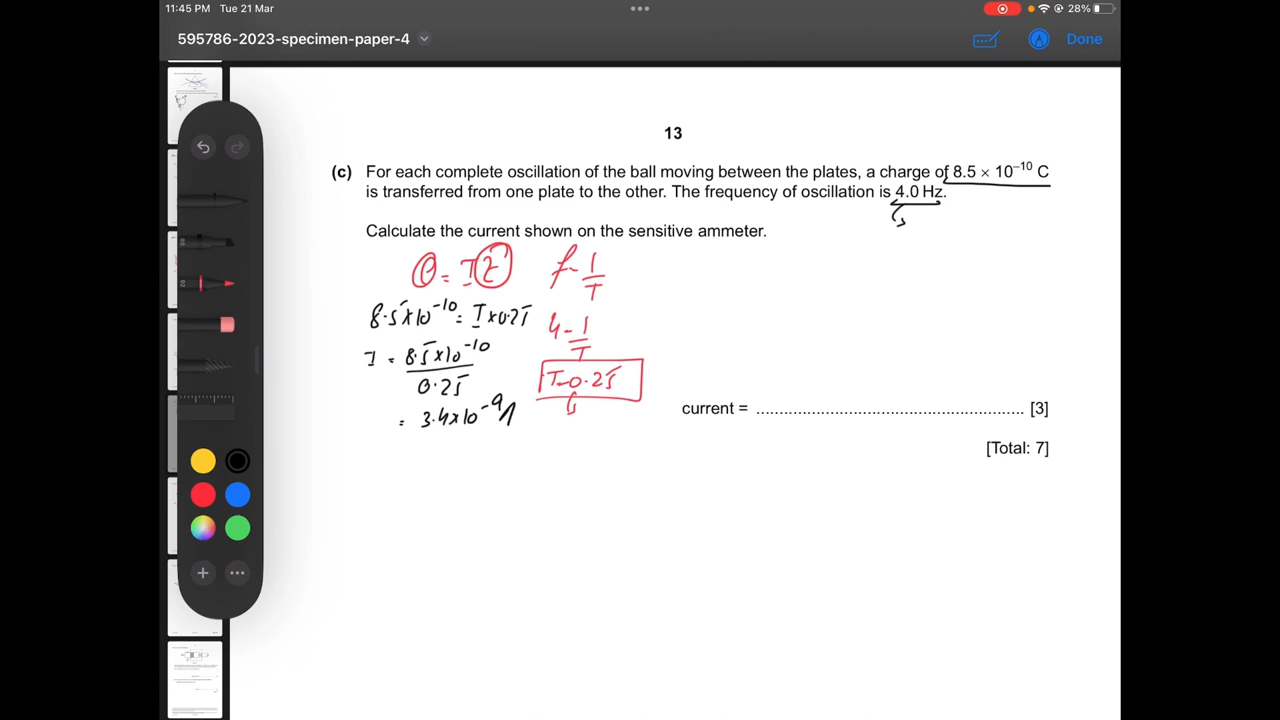 11:45 PM Tue 21 Mar
28%
595786-2023-specimen-paper-4
Done
13
(c) For each complete oscillation of the ball moving between the plates, a charge of 8.5 × 10⁻¹⁰ C
is transferred from one plate to the other. The frequency of oscillation is 4.0 Hz.
Calculate the current shown on the sensitive ammeter.
Q = It
f = 1/T
8.5 × 10⁻¹⁰ = I × 0.25
4 = 1/T
I = 8.5 × 10⁻¹⁰ / 0.25
T = 0.25
= 3.4 × 10⁻⁹ A
current = ...................................................... [3]
[Total: 7]